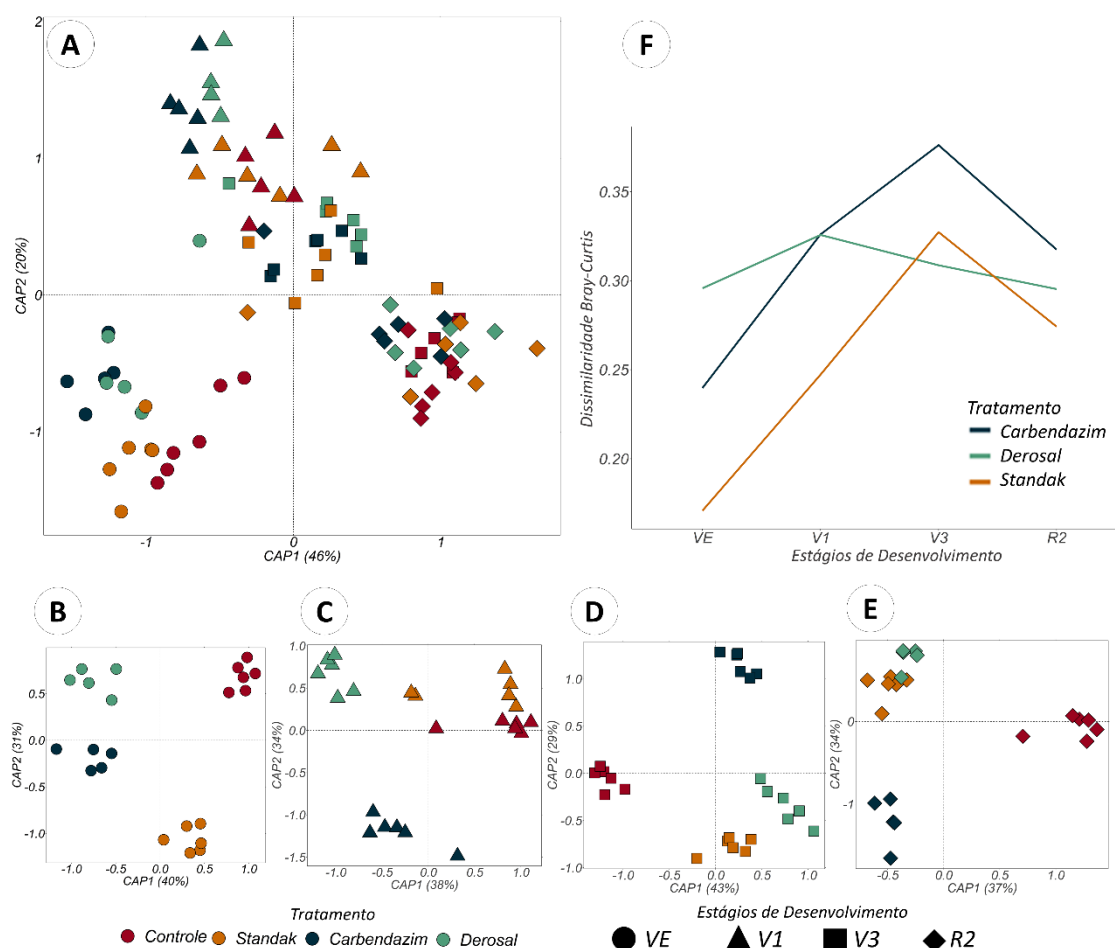 A
2
1
0
-1
CAP2 (20%)
-1
0
1
CAP1 (46%)
F
Dissimilaridade Bray-Curtis
0.35
0.30
0.25
0.20
Tratamento
Carbendazim
Derosal
Standak
VE
V1
V3
R2
Estágios de Desenvolvimento
B
CAP2 (31%)
0.5
0.0
-0.5
-1.0
-1.0
-0.5
0.0
0.5
1.0
CAP1 (40%)
C
CAP2 (34%)
1.0
0.5
0.0
-0.5
-1.0
-1.5
-1.0
0.0
1.0
CAP1 (38%)
D
CAP2 (29%)
1.0
0.5
0.0
-0.5
-1.0
-1.0
-0.5
0.0
0.5
1.0
CAP1 (43%)
E
CAP2 (34%)
0
-1
-0.5
0.0
0.5
1.0
CAP1 (37%)
Tratamento
Controle Standak Carbendazim Derosal
Estágios de Desenvolvimento
VE V1 V3 R2